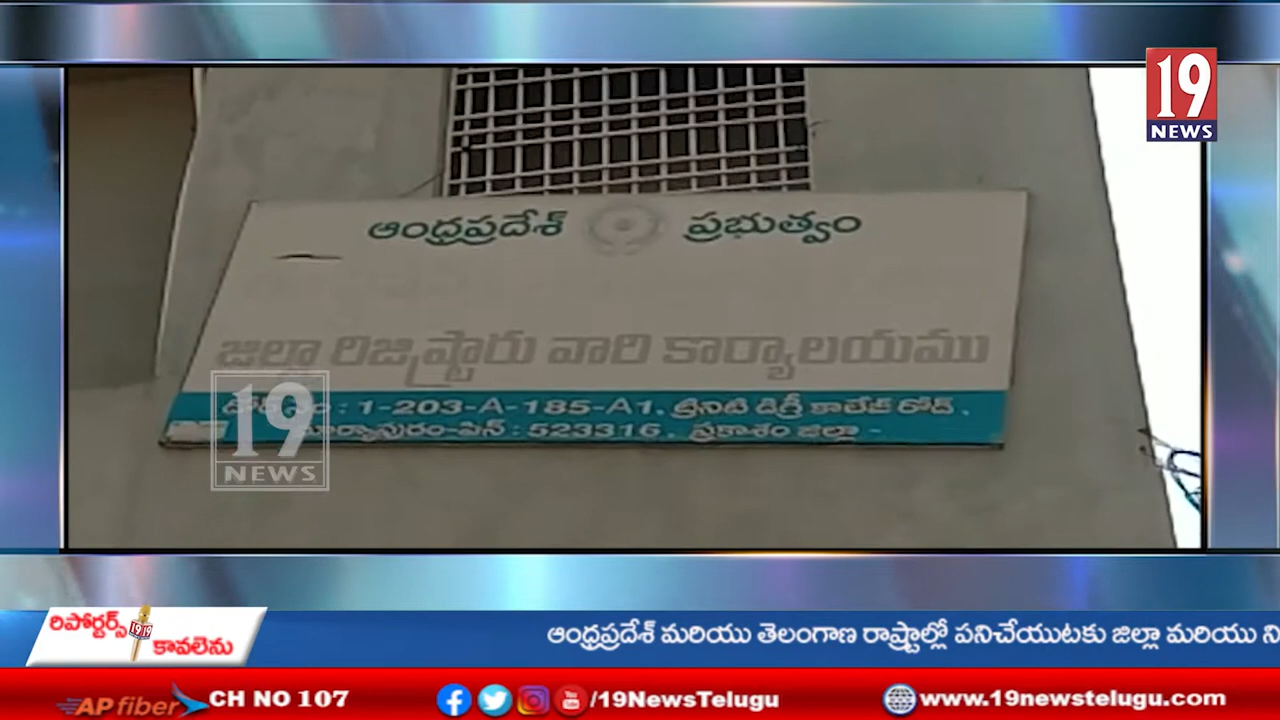 19
NEWS
ఆంధ్రప్రదేశ్ ప్రభుత్వం
జిల్లా రిజిష్ట్రారు వారి కార్యాలయము
: 1-203-A-185-A1, ట్రినిటి డిగ్రీ కాలేజ్ రోడ్,
పిన్ : 523316, ప్రకాశం జిల్లా -
19
NEWS
రిపోర్టర్స్
కావలెను
ఆంధ్రప్రదేశ్ మరియు తెలంగాణ రాష్ట్రాల్లో పనిచేయుటకు జిల్లా మరియు ని
AP fiber CH NO 107 /19NewsTelugu www.19newstelugu.com